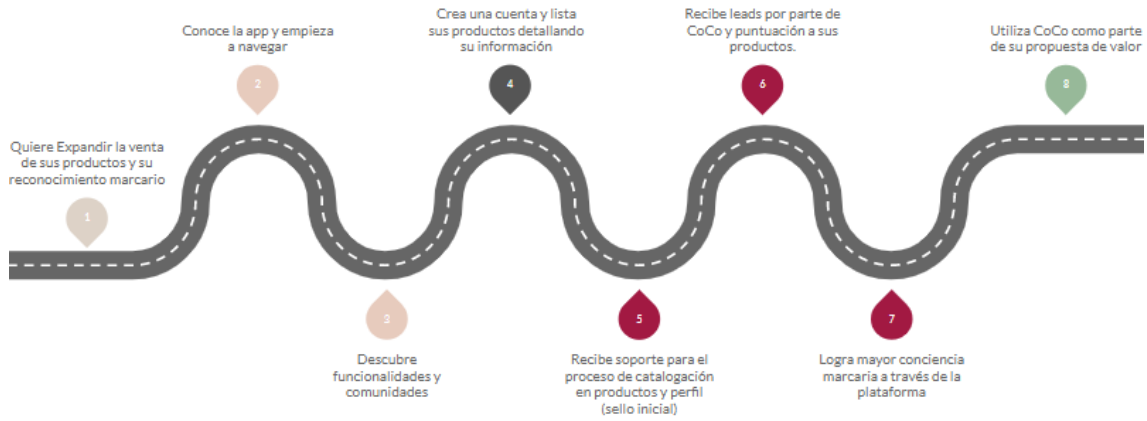 Quiere Expandir la venta
de sus productos y su
reconocimiento marcario
1
Conoce la app y empieza
a navegar
2
3
Descubre
funcionalidades y
comunidades
Crea una cuenta y lista
sus productos detallando
su información
4
5
Recibe soporte para el
proceso de catalogación
en productos y perfil
(sello inicial)
Recibe leads por parte de
CoCo y puntuación a sus
productos.
6
7
Logra mayor conciencia
marcaria a través de la
plataforma
Utiliza CoCo como parte
de su propuesta de valor
8